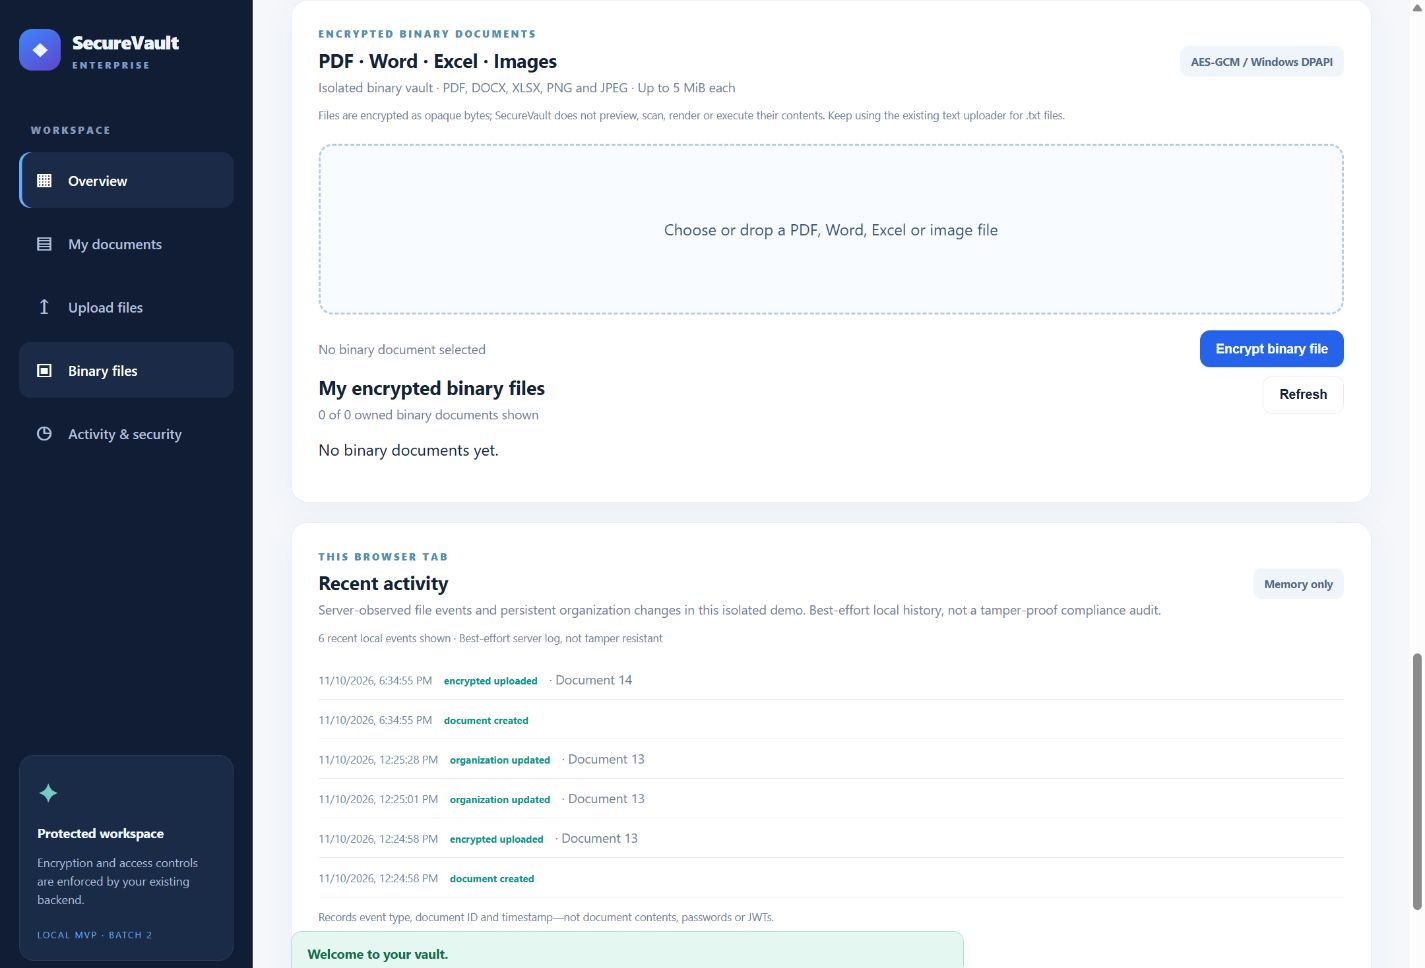 SecureVault
ENTERPRISE
WORKSPACE
Overview
My documents
Upload files
Binary files
Activity & security
Protected workspace
Encryption and access controls
are enforced by your existing
backend.
LOCAL MVP · BATCH 2
ENCRYPTED BINARY DOCUMENTS
PDF · Word · Excel · Images
AES-GCM / Windows DPAPI
Isolated binary vault · PDF, DOCX, XLSX, PNG and JPEG · Up to 5 MiB each
Files are encrypted as opaque bytes; SecureVault does not preview, scan, render or execute their contents. Keep using the existing text uploader for .txt files.
Choose or drop a PDF, Word, Excel or image file
No binary document selected
Encrypt binary file
My encrypted binary files
Refresh
0 of 0 owned binary documents shown
No binary documents yet.
THIS BROWSER TAB
Recent activity
Memory only
Server-observed file events and persistent organization changes in this isolated demo. Best-effort local history, not a tamper-proof compliance audit.
6 recent local events shown · Best-effort server log, not tamper resistant
11/10/2026, 6:34:55 PM encrypted uploaded · Document 14
11/10/2026, 6:34:55 PM document created
11/10/2026, 12:25:28 PM organization updated · Document 13
11/10/2026, 12:25:01 PM organization updated · Document 13
11/10/2026, 12:24:58 PM encrypted uploaded · Document 13
11/10/2026, 12:24:58 PM document created
Records event type, document ID and timestamp—not document contents, passwords or JWTs.
Welcome to your vault.